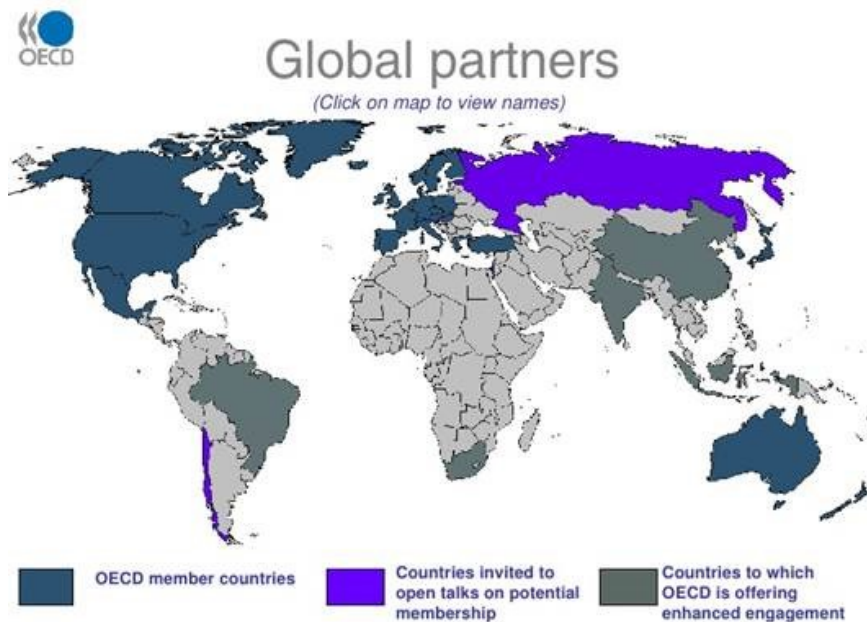 OECD
Global partners
(Click on map to view names)
OECD member countries
Countries invited to
open talks on potential
membership
Countries to which
OECD is offering
enhanced engagement